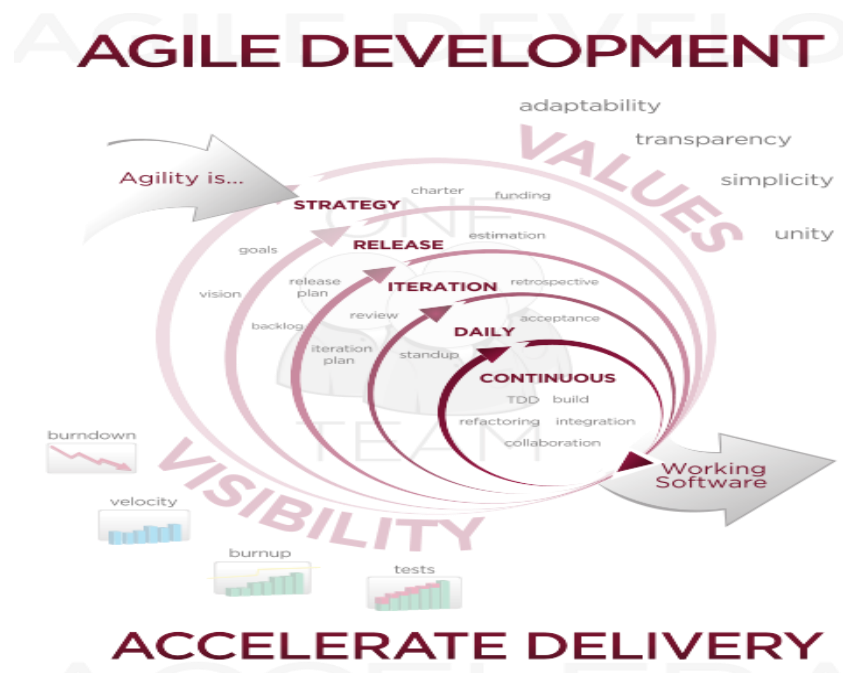 AGILE DEVELOPMENT
adaptability
transparency
simplicity
unity
VALUES
Agility is...
STRATEGY
charter
funding
goals
vision
ONE
RELEASE
estimation
release
plan
backlog
ITERATION
retrospective
review
iteration
plan
DAILY
acceptance
standup
CONTINUOUS
TDD build
refactoring integration
collaboration
TEAM
Working
Software
VISIBILITY
burndown
velocity
burnup
tests
ACCELERATE DELIVERY